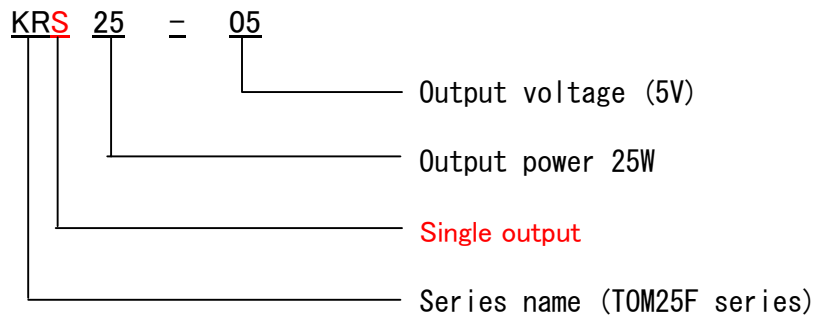 KRS 25 - 05
Output voltage (5V)
Output power 25W
Single output
Series name (TOM25F series)